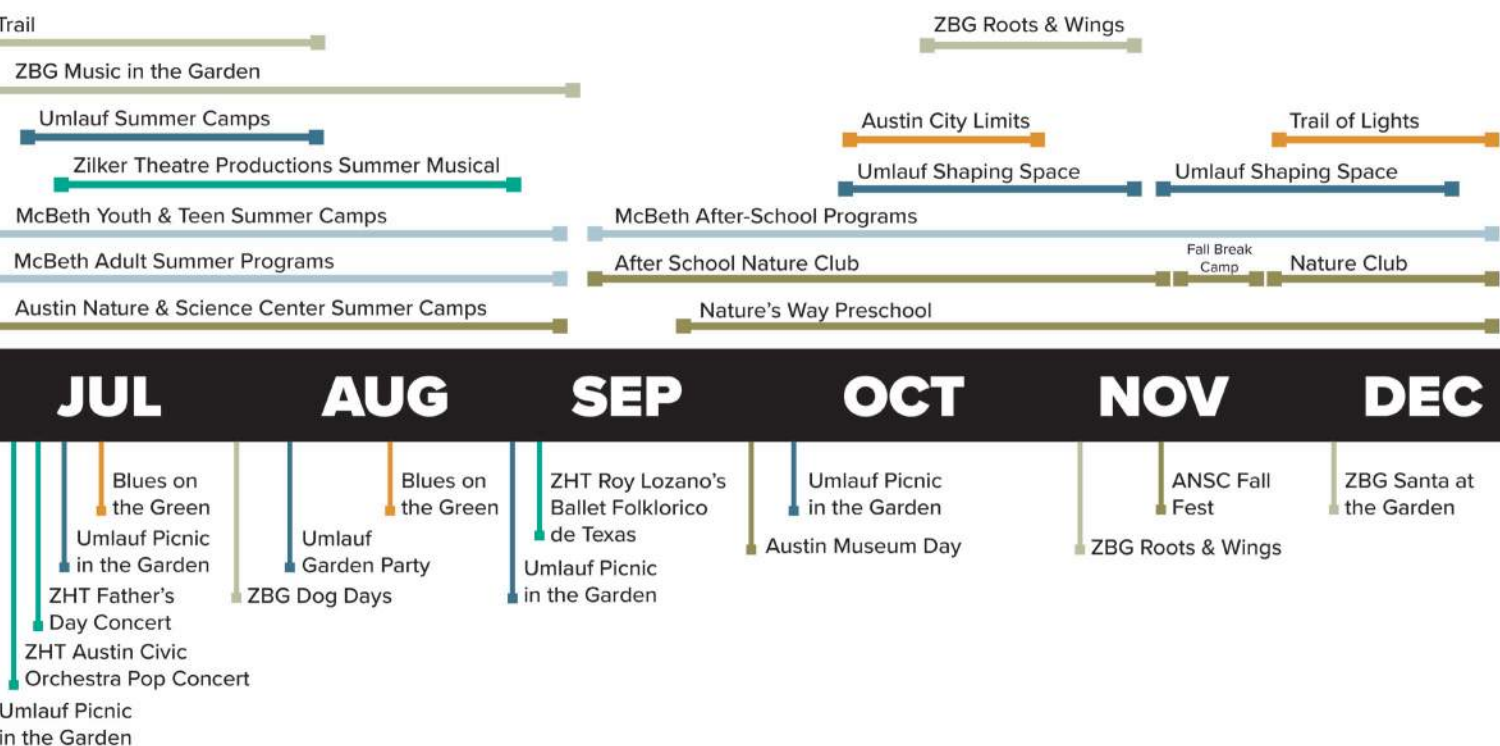 Trail
ZBG Roots & Wings
ZBG Music in the Garden
Umlauf Summer Camps
Austin City Limits
Trail of Lights
Zilker Theatre Productions Summer Musical
Umlauf Shaping Space
Umlauf Shaping Space
McBeth Youth & Teen Summer Camps
McBeth After-School Programs
McBeth Adult Summer Programs
After School Nature Club
Fall Break
Camp
Nature Club
Austin Nature & Science Center Summer Camps
Nature's Way Preschool
JUL
AUG
SEP
OCT
NOV
DEC
Blues on
the Green
Umlauf Picnic
in the Garden
ZHT Father's
Day Concert
ZHT Austin Civic
Orchestra Pop Concert
Umlauf Picnic
in the Garden
Blues on
the Green
Umlauf
Garden Party
ZBG Dog Days
ZHT Roy Lozano's
Ballet Folklorico
de Texas
Umlauf Picnic
in the Garden
Umlauf Picnic
in the Garden
Austin Museum Day
ANSC Fall
Fest
ZBG Roots & Wings
ZBG Santa at
the Garden